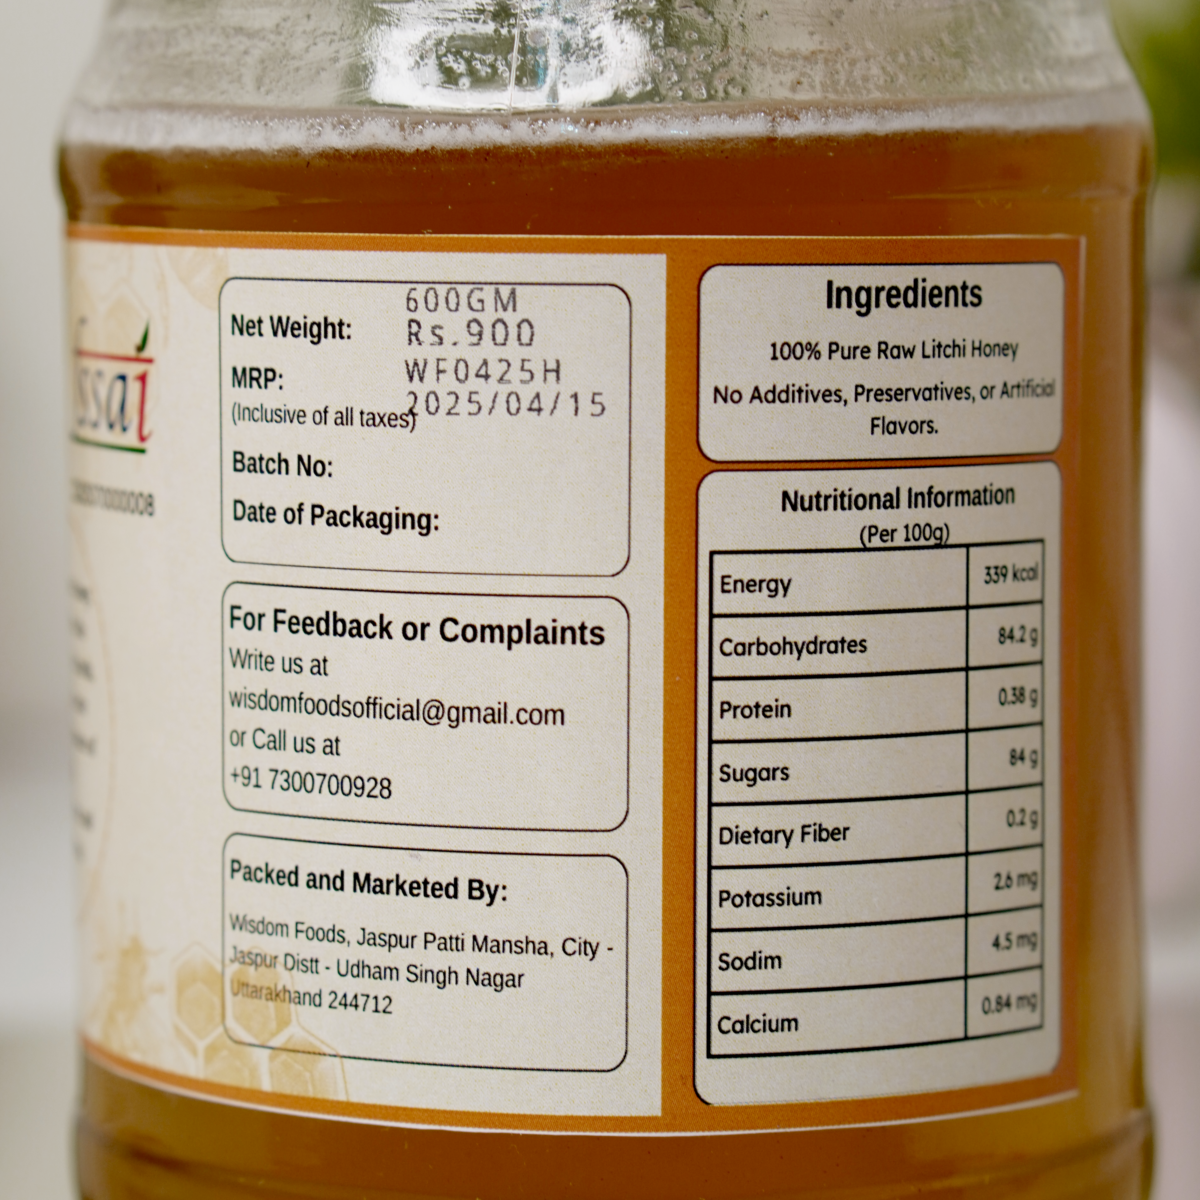 fssai
Net Weight:
600GM
MRP:
Rs.900
(Inclusive of all taxes)
WF0425H
2025/04/15
Batch No:
Date of Packaging:
For Feedback or Complaints
Write us at
wisdomfoodsofficial@gmail.com
or Call us at
+91 7300700928
Packed and Marketed By:
Wisdom Foods, Jaspur Patti Mansha, City -
Jaspur Distt - Udham Singh Nagar
Uttarakhand 244712
Ingredients
100% Pure Raw Litchi Honey
No Additives, Preservatives, or Artificial
Flavors.
Nutritional Information
(Per 100g)
Energy 339 kcal
Carbohydrates 84.2 g
Protein 0.38 g
Sugars 84 g
Dietary Fiber 0.2 g
Potassium 2.6 mg
Sodim 4.5 mg
Calcium 0.84 mg